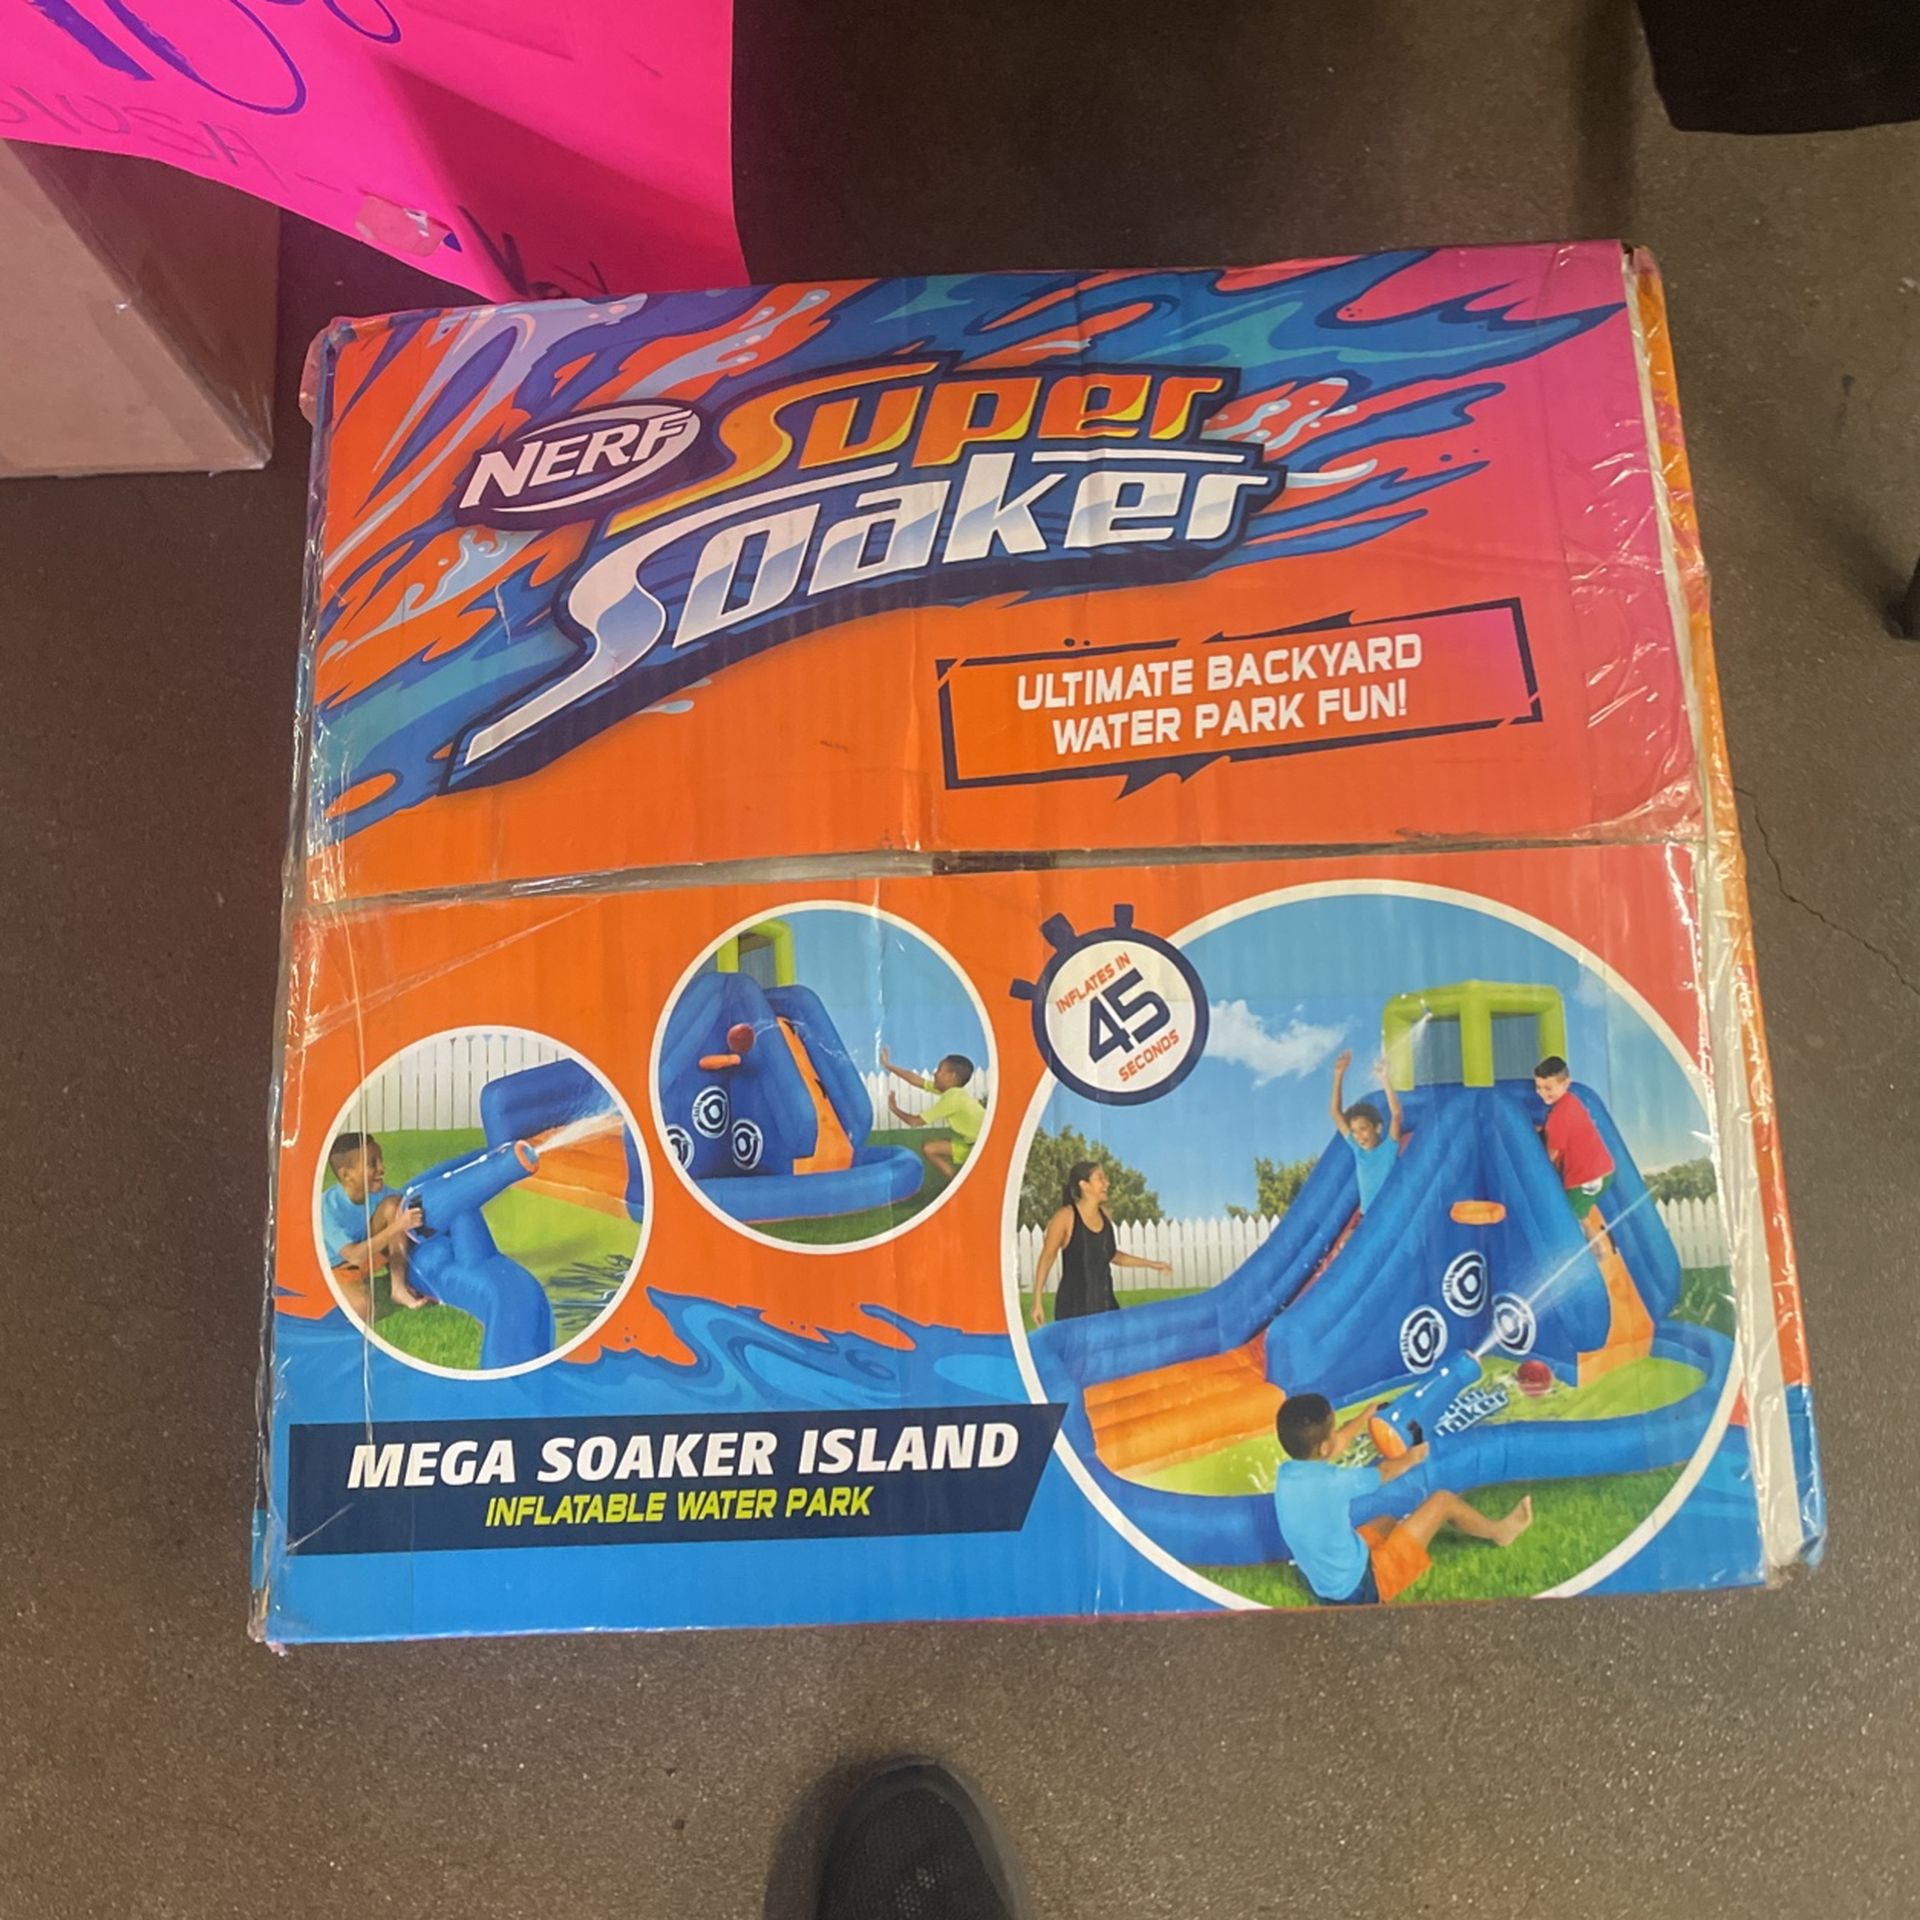 NERF
SUPER
SOAKER
ULTIMATE BACKYARD
WATER PARK FUN!
INFLATES IN
45
SECONDS
MEGA SOAKER ISLAND
INFLATABLE WATER PARK